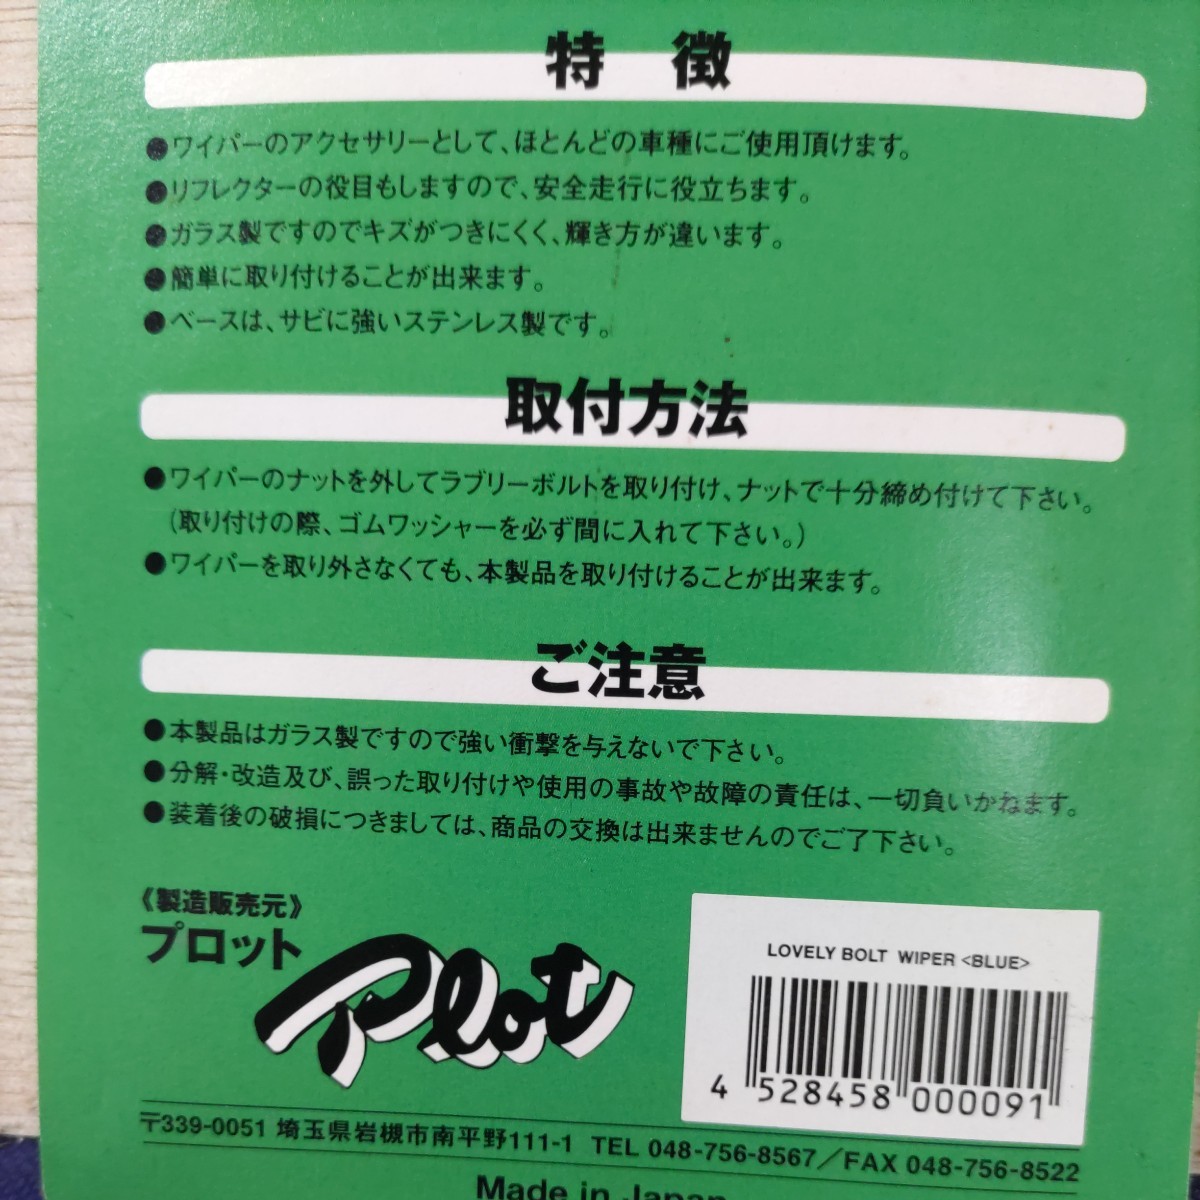 特 徴
●ワイパーのアクセサリーとして、ほとんどの車種にご使用頂けます。
●リフレクターの役目もしますので、安全走行に役立ちます。
●ガラス製ですのでキズがつきにくく、輝き方が違います。
●簡単に取り付けることが出来ます。
●ベースは、サビに強いステンレス製です。
取付方法
●ワイパーのナットを外してラブリーボルトを取り付け、ナットで十分締め付けて下さい。
(取り付けの際、ゴムワッシャーを必ず間に入れて下さい。)
●ワイパーを取り外さなくても、本製品を取り付けることが出来ます。
ご注意
●本製品はガラス製ですので強い衝撃を与えないで下さい。
●分解・改造及び、誤った取り付けや使用の事故や故障の責任は、一切負いかねます。
●装着後の破損につきましては、商品の交換は出来ませんのでご了下さい。
《製造販売元》
プロット
Plot
LOVELY BOLT WIPER <BLUE>
4 528458 000091
〒339-0051 埼玉県岩槻市南平野111-1 TEL 048-756-8567/FAX 048-756-8522
Made in Japan